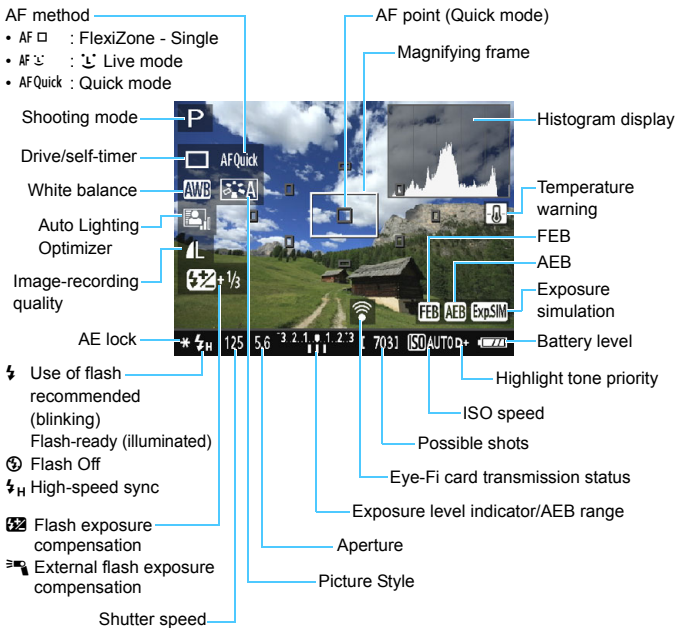 AF method
• AF □ : FlexiZone - Single
• AF : Live mode
• AFQuick : Quick mode
Shooting mode
Drive/self-timer
White balance
Auto Lighting
Optimizer
Image-recording
quality
AE lock
Use of flash
recommended
(blinking)
Flash-ready (illuminated)
Flash Off
H High-speed sync
Flash exposure
compensation
External flash exposure
compensation
Shutter speed
AF point (Quick mode)
Magnifying frame
Histogram display
Temperature
warning
FEB
AEB
Exposure
simulation
Battery level
Highlight tone priority
ISO speed
Possible shots
Eye-Fi card transmission status
Exposure level indicator/AEB range
Aperture
Picture Style
P
AFQuick
AWB A
L
+1/3
FEB AEB Exp.SIM
* H 125 5.6 -3..2..1..0..1..2.+3 [ 703] ISO AUTO D+